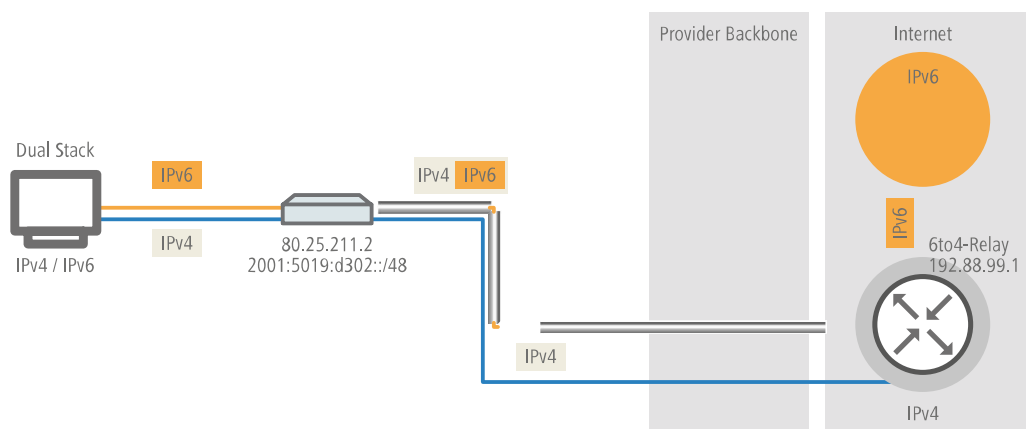 Provider Backbone
Internet
IPv6
Dual Stack
IPv6
IPv4 IPv6
IPv6
IPv4
80.25.211.2
2001:5019:d302::/48
6to4-Relay
192.88.99.1
IPv4 / IPv6
IPv4
IPv4